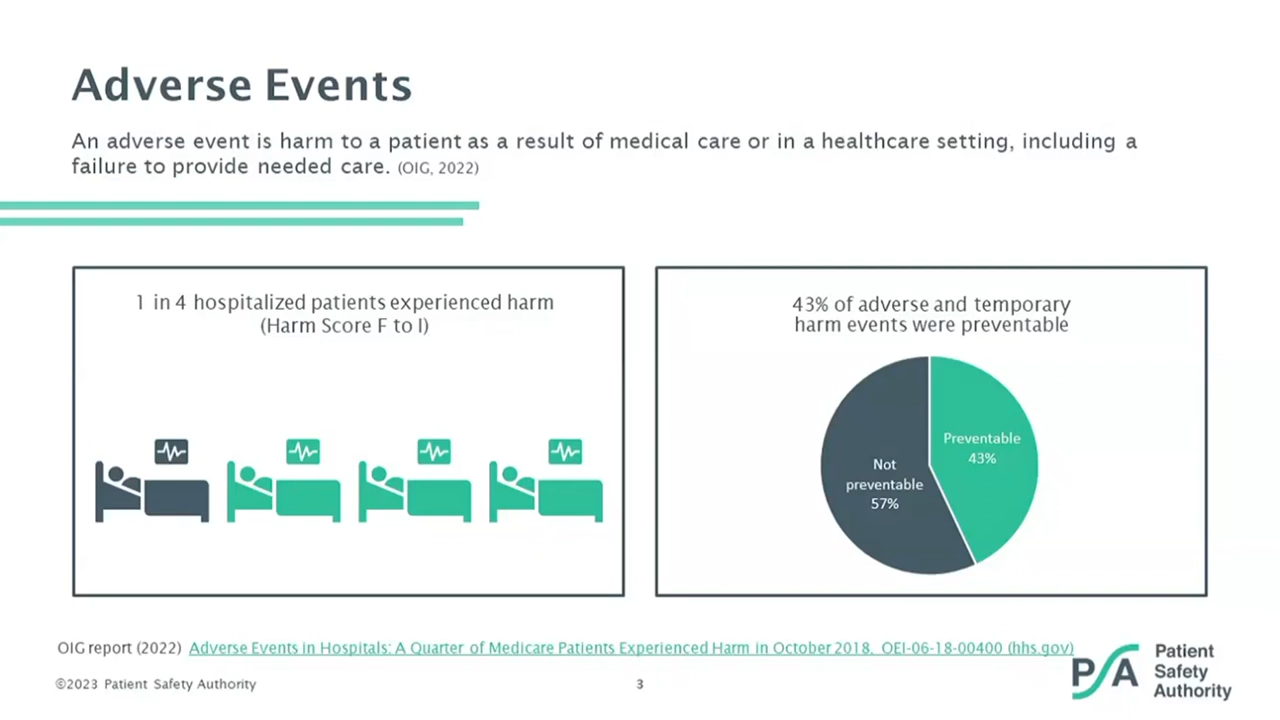 Adverse Events
An adverse event is harm to a patient as a result of medical care or in a healthcare setting, including a
failure to provide needed care. (OIG, 2022)
1 in 4 hospitalized patients experienced harm
(Harm Score F to I)
43% of adverse and temporary
harm events were preventable
Preventable
43%
Not
preventable
57%
OIG report (2022) Adverse Events in Hospitals: A Quarter of Medicare Patients Experienced Harm in October 2018, OEI-06-18-00400 (hhs.gov)
©2023 Patient Safety Authority
3
PSA
Patient
Safety
Authority